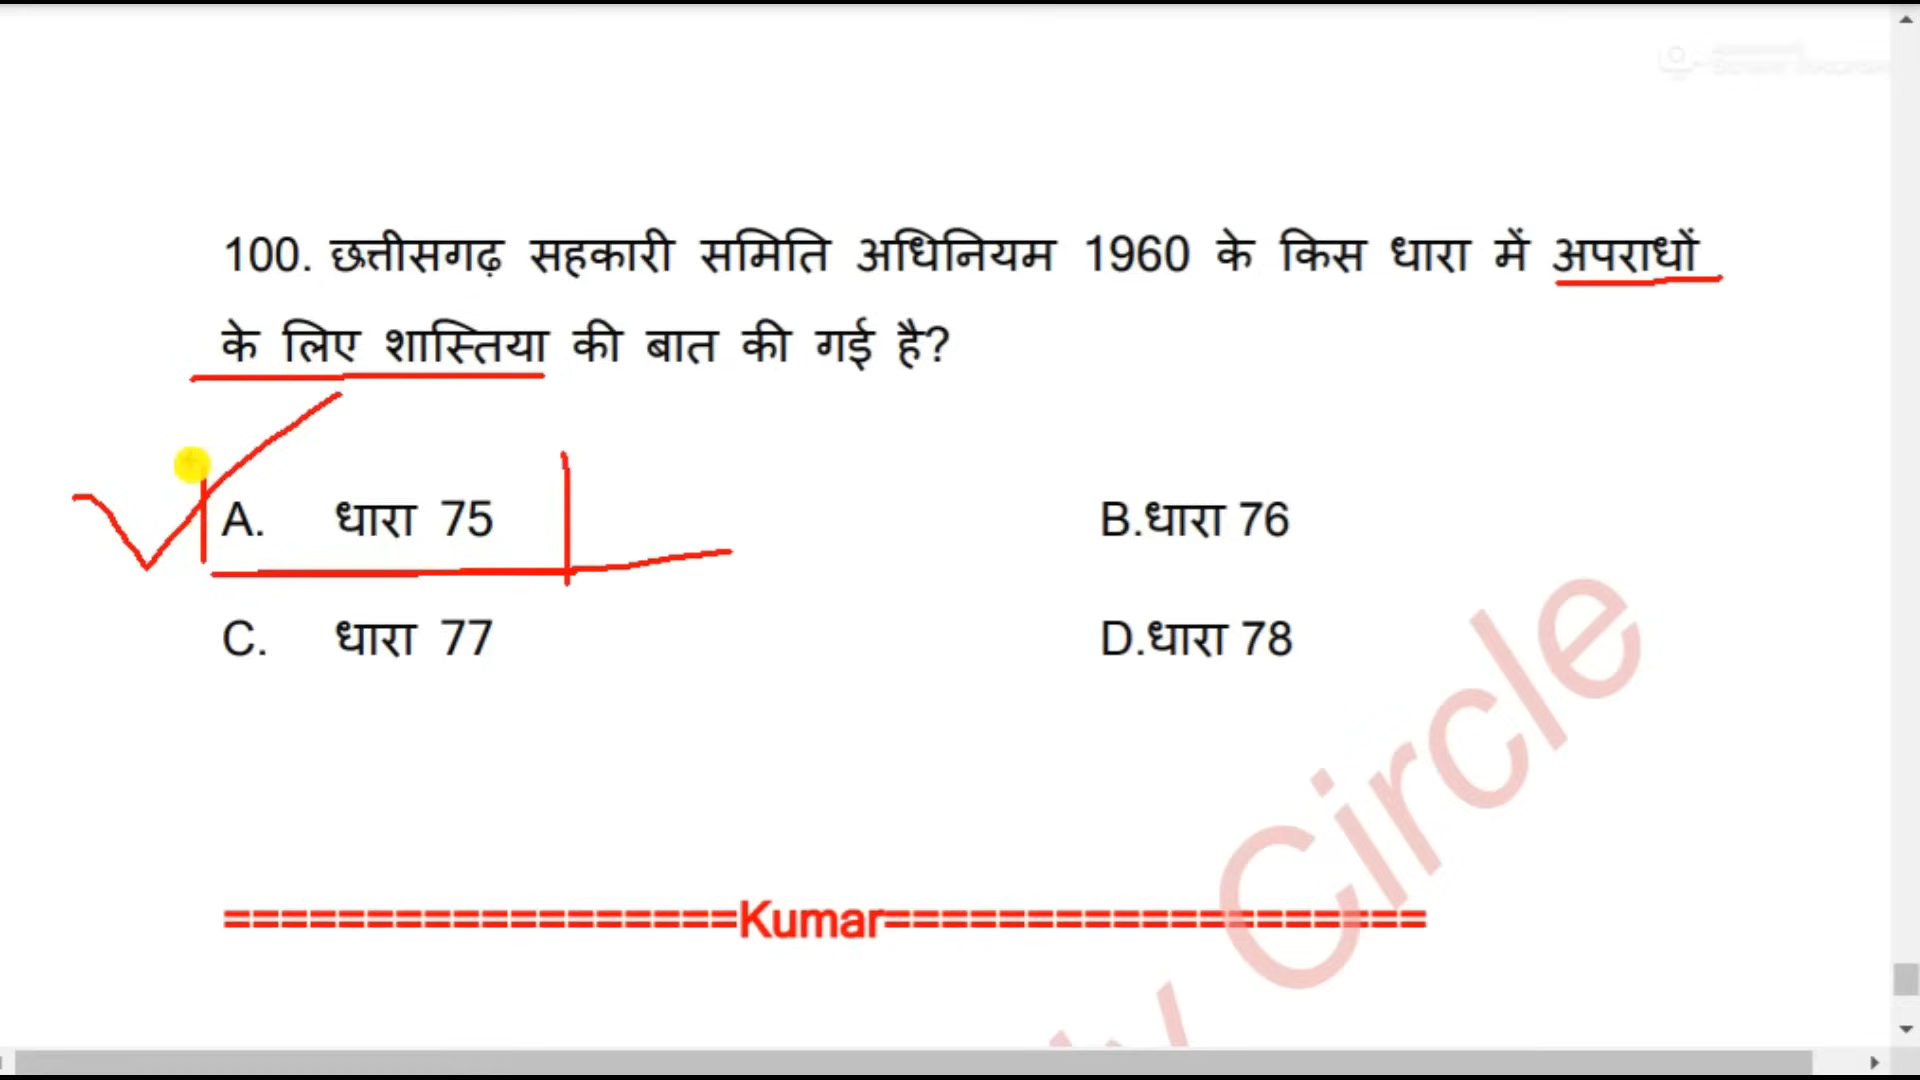 100. छत्तीसगढ़ सहकारी समिति अधिनियम 1960 के किस धारा में अपराधों
के लिए शास्तिया की बात की गई है?
A. धारा 75 B.धारा 76
C. धारा 77 D.धारा 78
==================Kumar===================
Circle